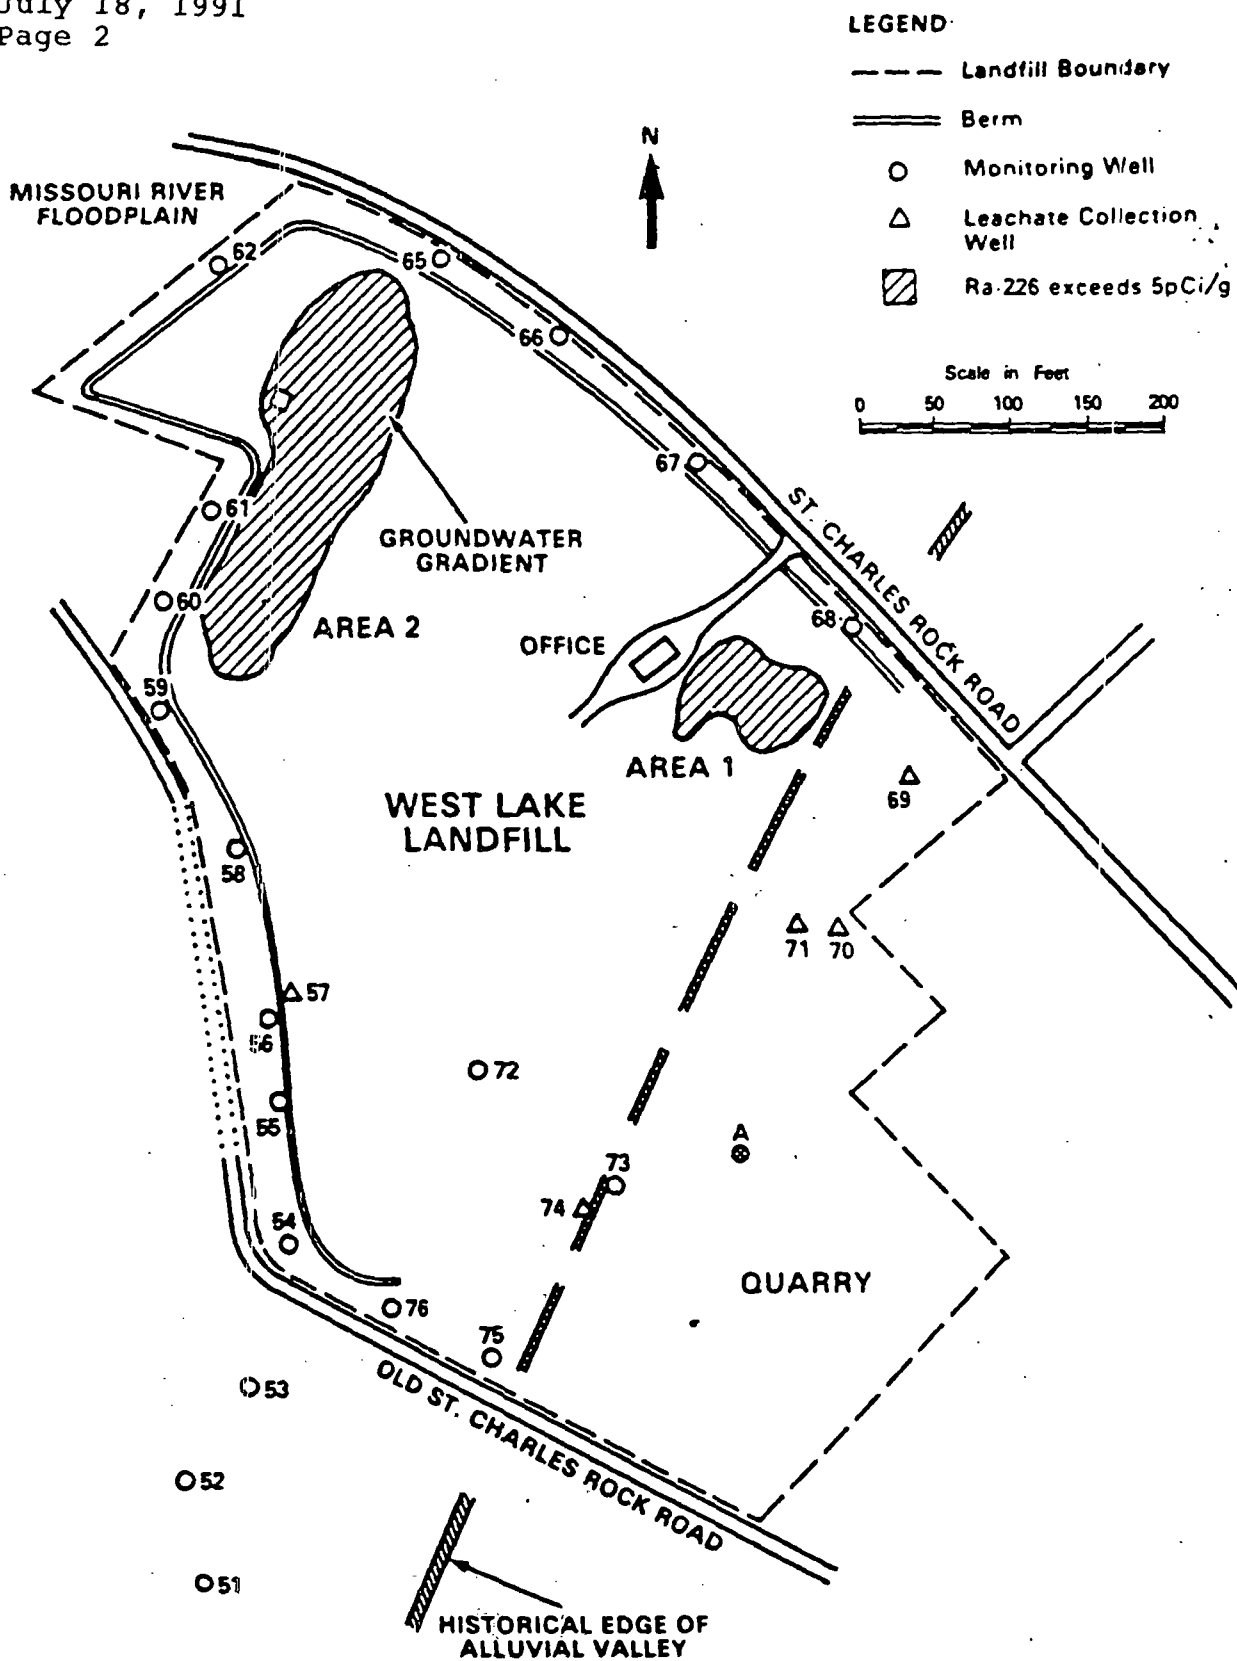 July 18, 1991
Page 2
LEGEND
Landfill Boundary
Berm
Monitoring Well
Leachate Collection
Well
Ra-226 exceeds 5pCi/g
Scale in Feet
0 50 100 150 200
N
MISSOURI RIVER
FLOODPLAIN
62
65
66
67
61
60
59
58
GROUNDWATER
GRADIENT
AREA 2
OFFICE
ST. CHARLES ROCK ROAD
68
AREA 1
69
WEST LAKE
LANDFILL
71
70
57
56
72
55
A
73
74
54
QUARRY
76
75
53
OLD ST. CHARLES ROCK ROAD
52
51
HISTORICAL EDGE OF
ALLUVIAL VALLEY